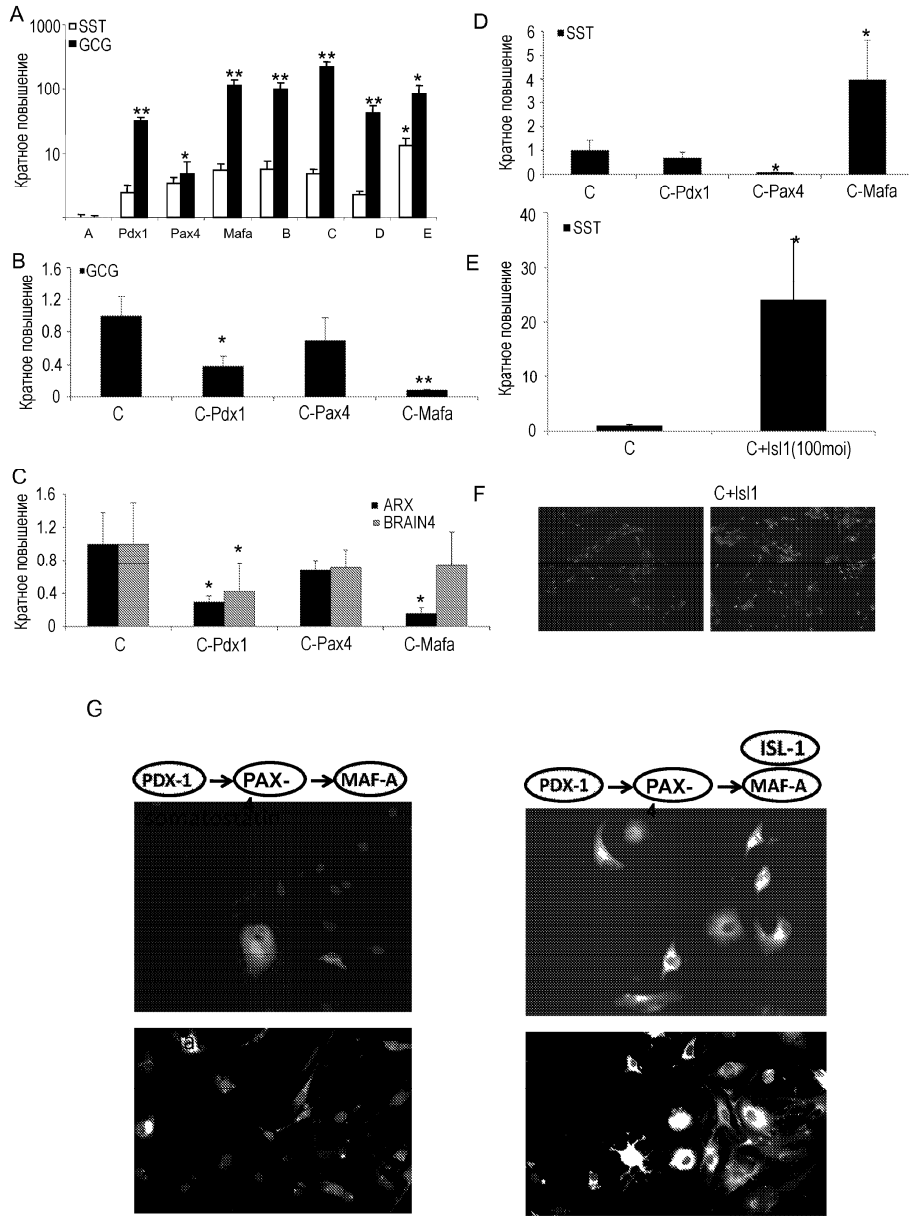 A
1000
100
10
Кратное повышение
SST
GCG
**
*
**
**
**
**
*
*
A Pdx1 Pax4 Mafa B C D E
B
GCG
1.6
1.2
0.8
0.4
0
Кратное повышение
*
**
C C-Pdx1 C-Pax4 C-Mafa
C
1.6
1.2
0.8
0.4
0
Кратное повышение
ARX
BRAIN4
*
*
*
C C-Pdx1 C-Pax4 C-Mafa
D
6
5
4
3
2
1
0
Кратное повышение
SST
*
*
C C-Pdx1 C-Pax4 C-Mafa
E
40
30
20
10
0
Кратное повышение
SST
*
C C+Isl1(100moi)
F
C+Isl1
G
PDX-1 PAX-4 MAF-A
somatostatin
ISL-1
PDX-1 PAX-4 MAF-A